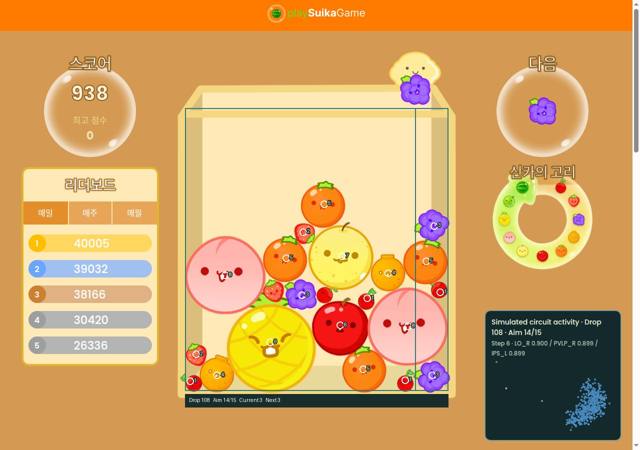 playSuikaGame
스코어
938
최고 점수
0
다음
신카의 고리
리더보드
매일 매주 매월
1 40005
2 39032
3 38166
4 30420
5 26336
Simulated circuit activity · Drop
108 · Aim 14/15
Step 6 · LO_R 0.900 / PVLP_R 0.899 /
IPS_L 0.899
Drop 108 Aim 14/15 Current 3 Next 3